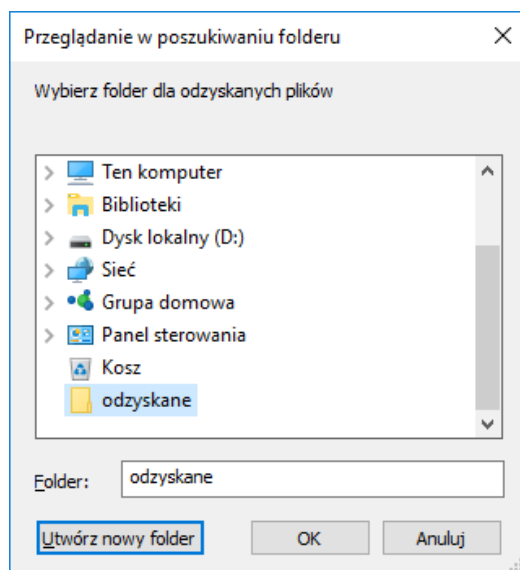 Przeglądanie w poszukiwaniu folderu
Wybierz folder dla odzyskanych plików
Ten komputer
Biblioteki
Dysk lokalny (D:)
Sieć
Grupa domowa
Panel sterowania
Kosz
odzyskane
Folder: odzyskane
Utwórz nowy folder OK Anuluj